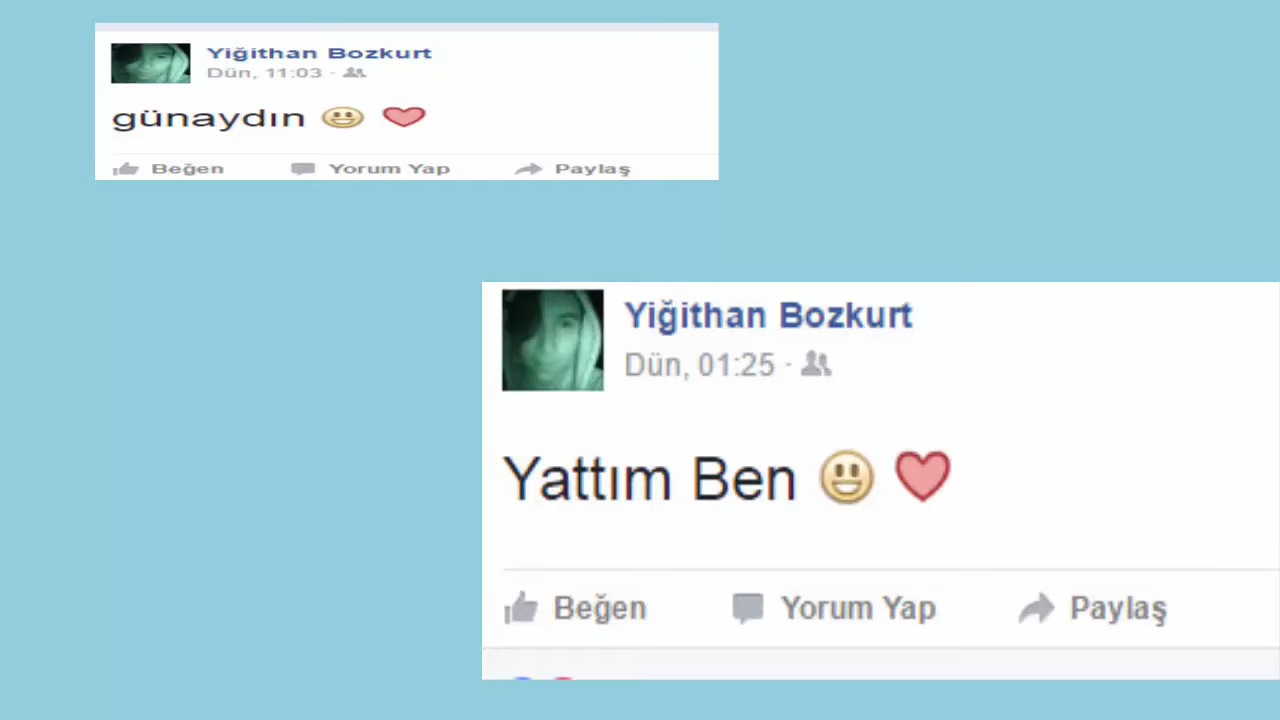 Yiğithan Bozkurt
Dün, 11:03 ·
günaydın 😃 ❤
Beğen Yorum Yap Paylaş
Yiğithan Bozkurt
Dün, 01:25 ·
Yattım Ben 😃 ❤
Beğen Yorum Yap Paylaş